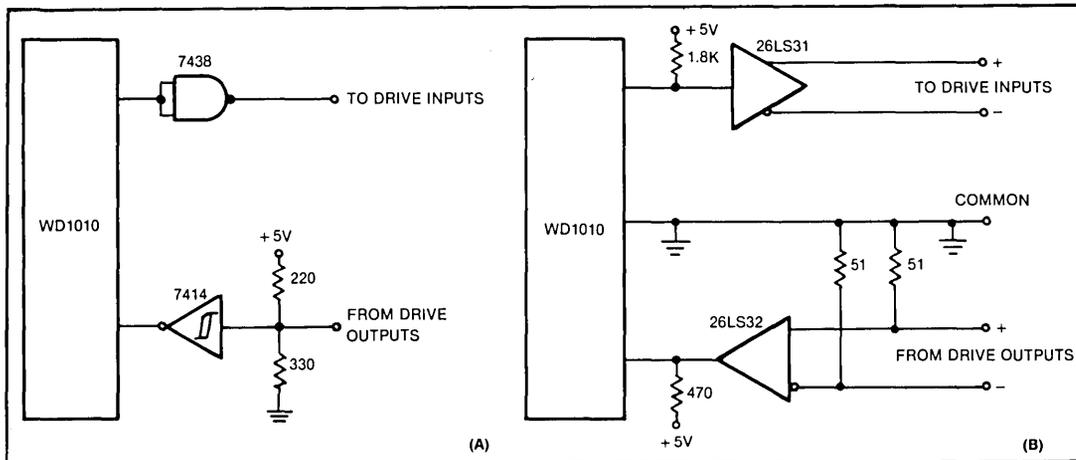 7438
TO DRIVE INPUTS
WD1010
+5V
220
7414
FROM DRIVE
OUTPUTS
330
(A)
+5V
1.8K
26LS31
+
TO DRIVE INPUTS
−
COMMON
WD1010
51
51
26LS32
+
FROM DRIVE OUTPUTS
−
470
+5V
(B)